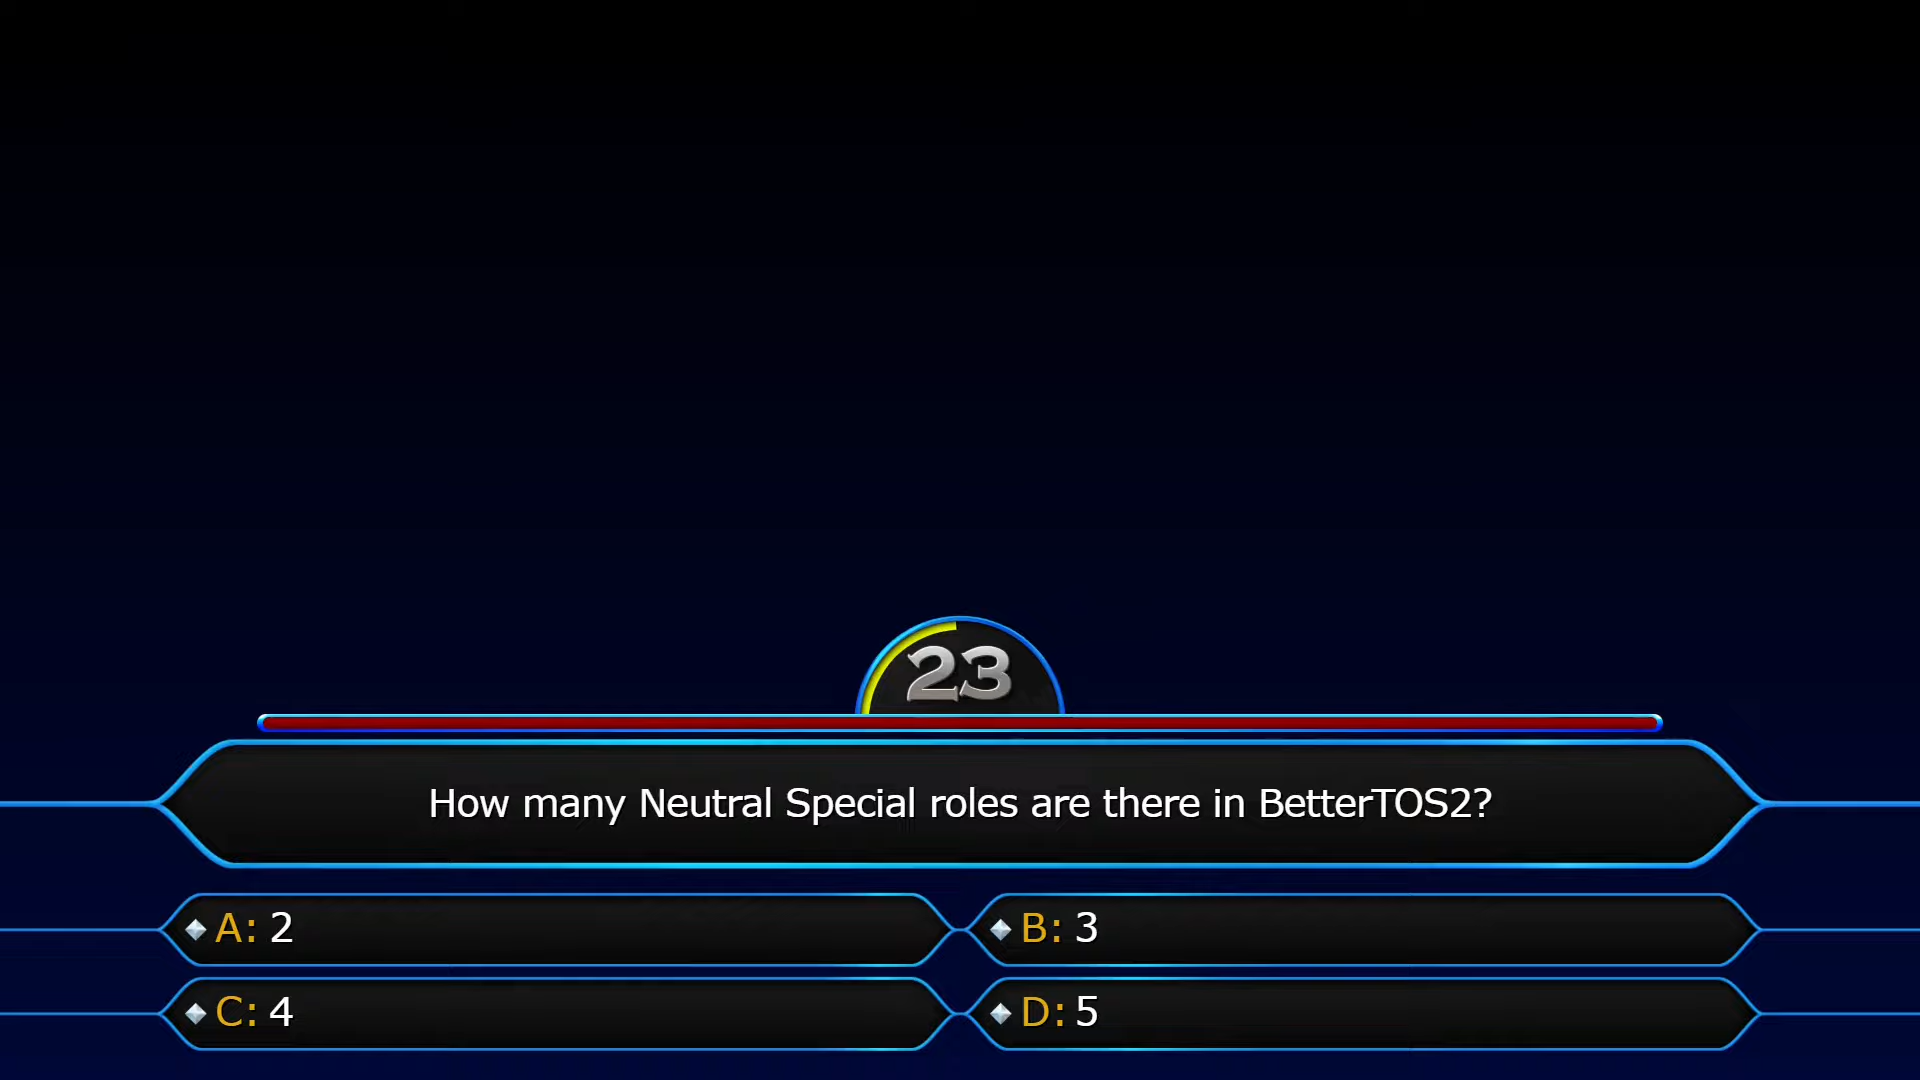 23
How many Neutral Special roles are there in BetterTOS2?
A: 2
B: 3
C: 4
D: 5